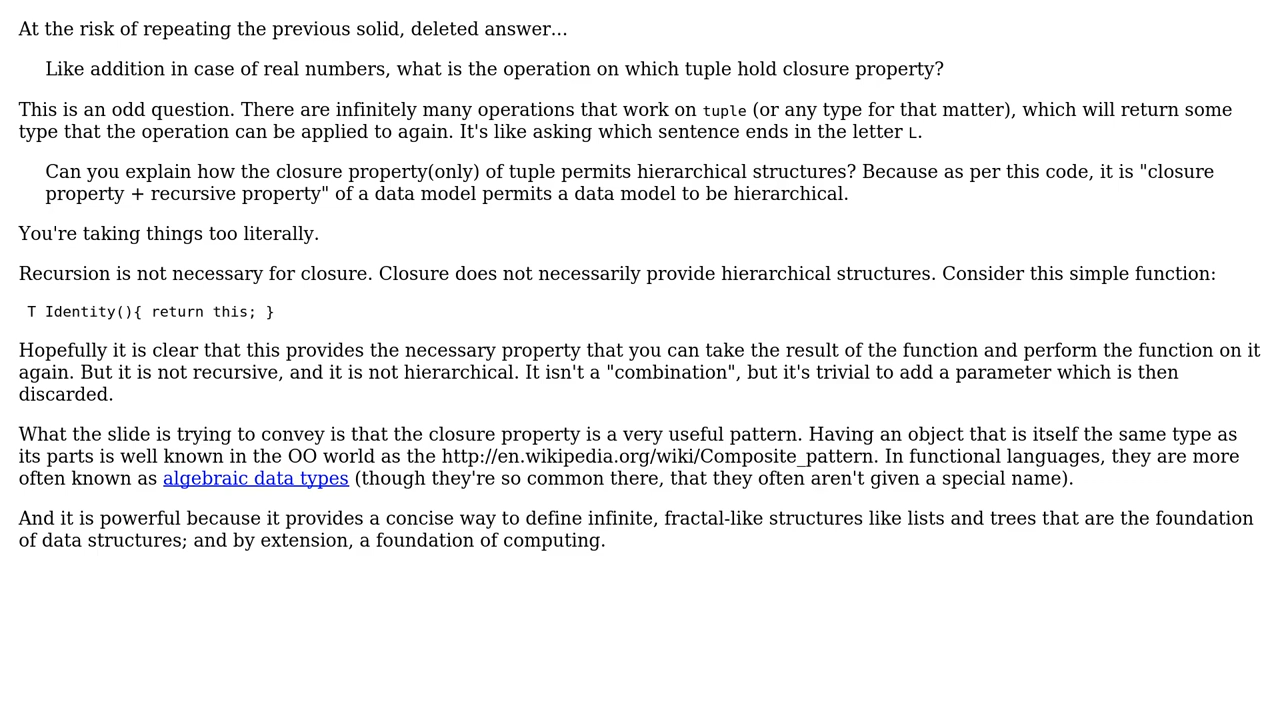 At the risk of repeating the previous solid, deleted answer...
Like addition in case of real numbers, what is the operation on which tuple hold closure property?
This is an odd question. There are infinitely many operations that work on tuple (or any type for that matter), which will return some
type that the operation can be applied to again. It's like asking which sentence ends in the letter L.
Can you explain how the closure property(only) of tuple permits hierarchical structures? Because as per this code, it is "closure
property + recursive property" of a data model permits a data model to be hierarchical.
You're taking things too literally.
Recursion is not necessary for closure. Closure does not necessarily provide hierarchical structures. Consider this simple function:
T Identity(){ return this; }
Hopefully it is clear that this provides the necessary property that you can take the result of the function and perform the function on it
again. But it is not recursive, and it is not hierarchical. It isn't a "combination", but it's trivial to add a parameter which is then
discarded.
What the slide is trying to convey is that the closure property is a very useful pattern. Having an object that is itself the same type as
its parts is well known in the OO world as the http://en.wikipedia.org/wiki/Composite_pattern. In functional languages, they are more
often known as algebraic data types (though they're so common there, that they often aren't given a special name).
And it is powerful because it provides a concise way to define infinite, fractal-like structures like lists and trees that are the foundation
of data structures; and by extension, a foundation of computing.